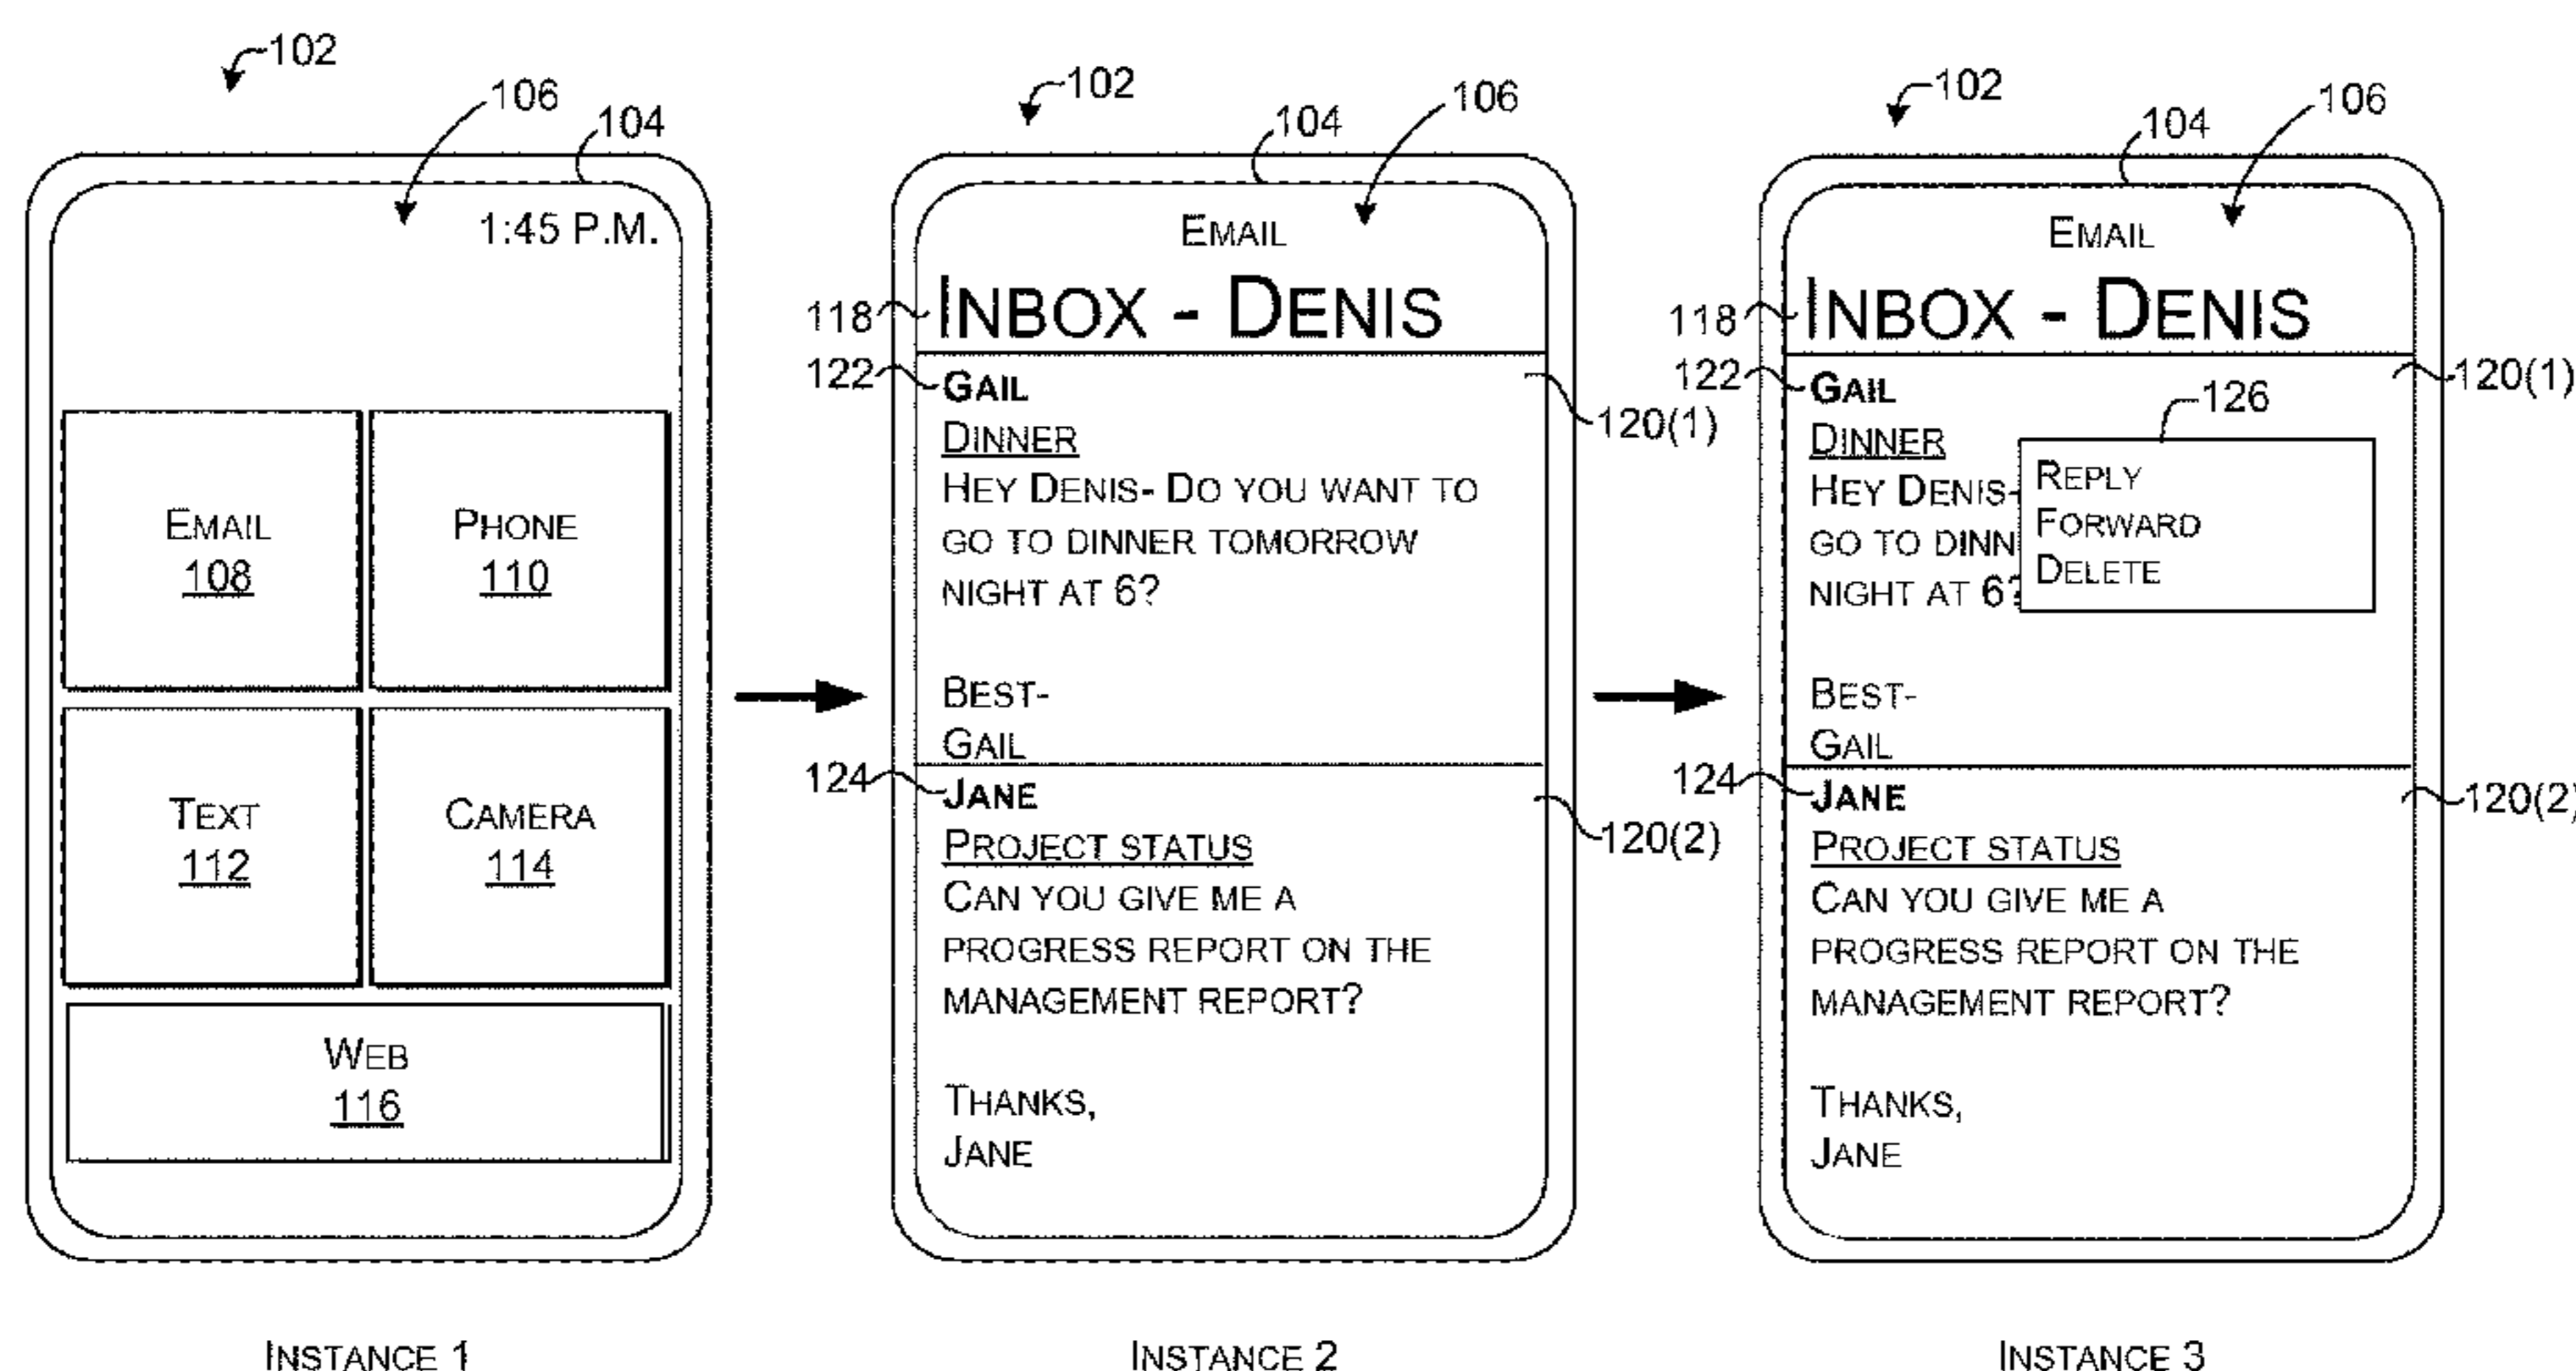 102
106
104
1:45 P.M.
EMAIL
108
PHONE
110
TEXT
112
CAMERA
114
WEB
116
INSTANCE 1
102
106
104
EMAIL
118
INBOX - DENIS
122
GAIL
120(1)
DINNER
HEY DENIS- DO YOU WANT TO
GO TO DINNER TOMORROW
NIGHT AT 6?
BEST-
GAIL
124
JANE
120(2)
PROJECT STATUS
CAN YOU GIVE ME A
PROGRESS REPORT ON THE
MANAGEMENT REPORT?
THANKS,
JANE
INSTANCE 2
102
106
104
EMAIL
118
INBOX - DENIS
122
GAIL
120(1)
126
DINNER
HEY DENIS-
GO TO DINN
NIGHT AT 6?
REPLY
FORWARD
DELETE
BEST-
GAIL
124
JANE
120(2)
PROJECT STATUS
CAN YOU GIVE ME A
PROGRESS REPORT ON THE
MANAGEMENT REPORT?
THANKS,
JANE
INSTANCE 3